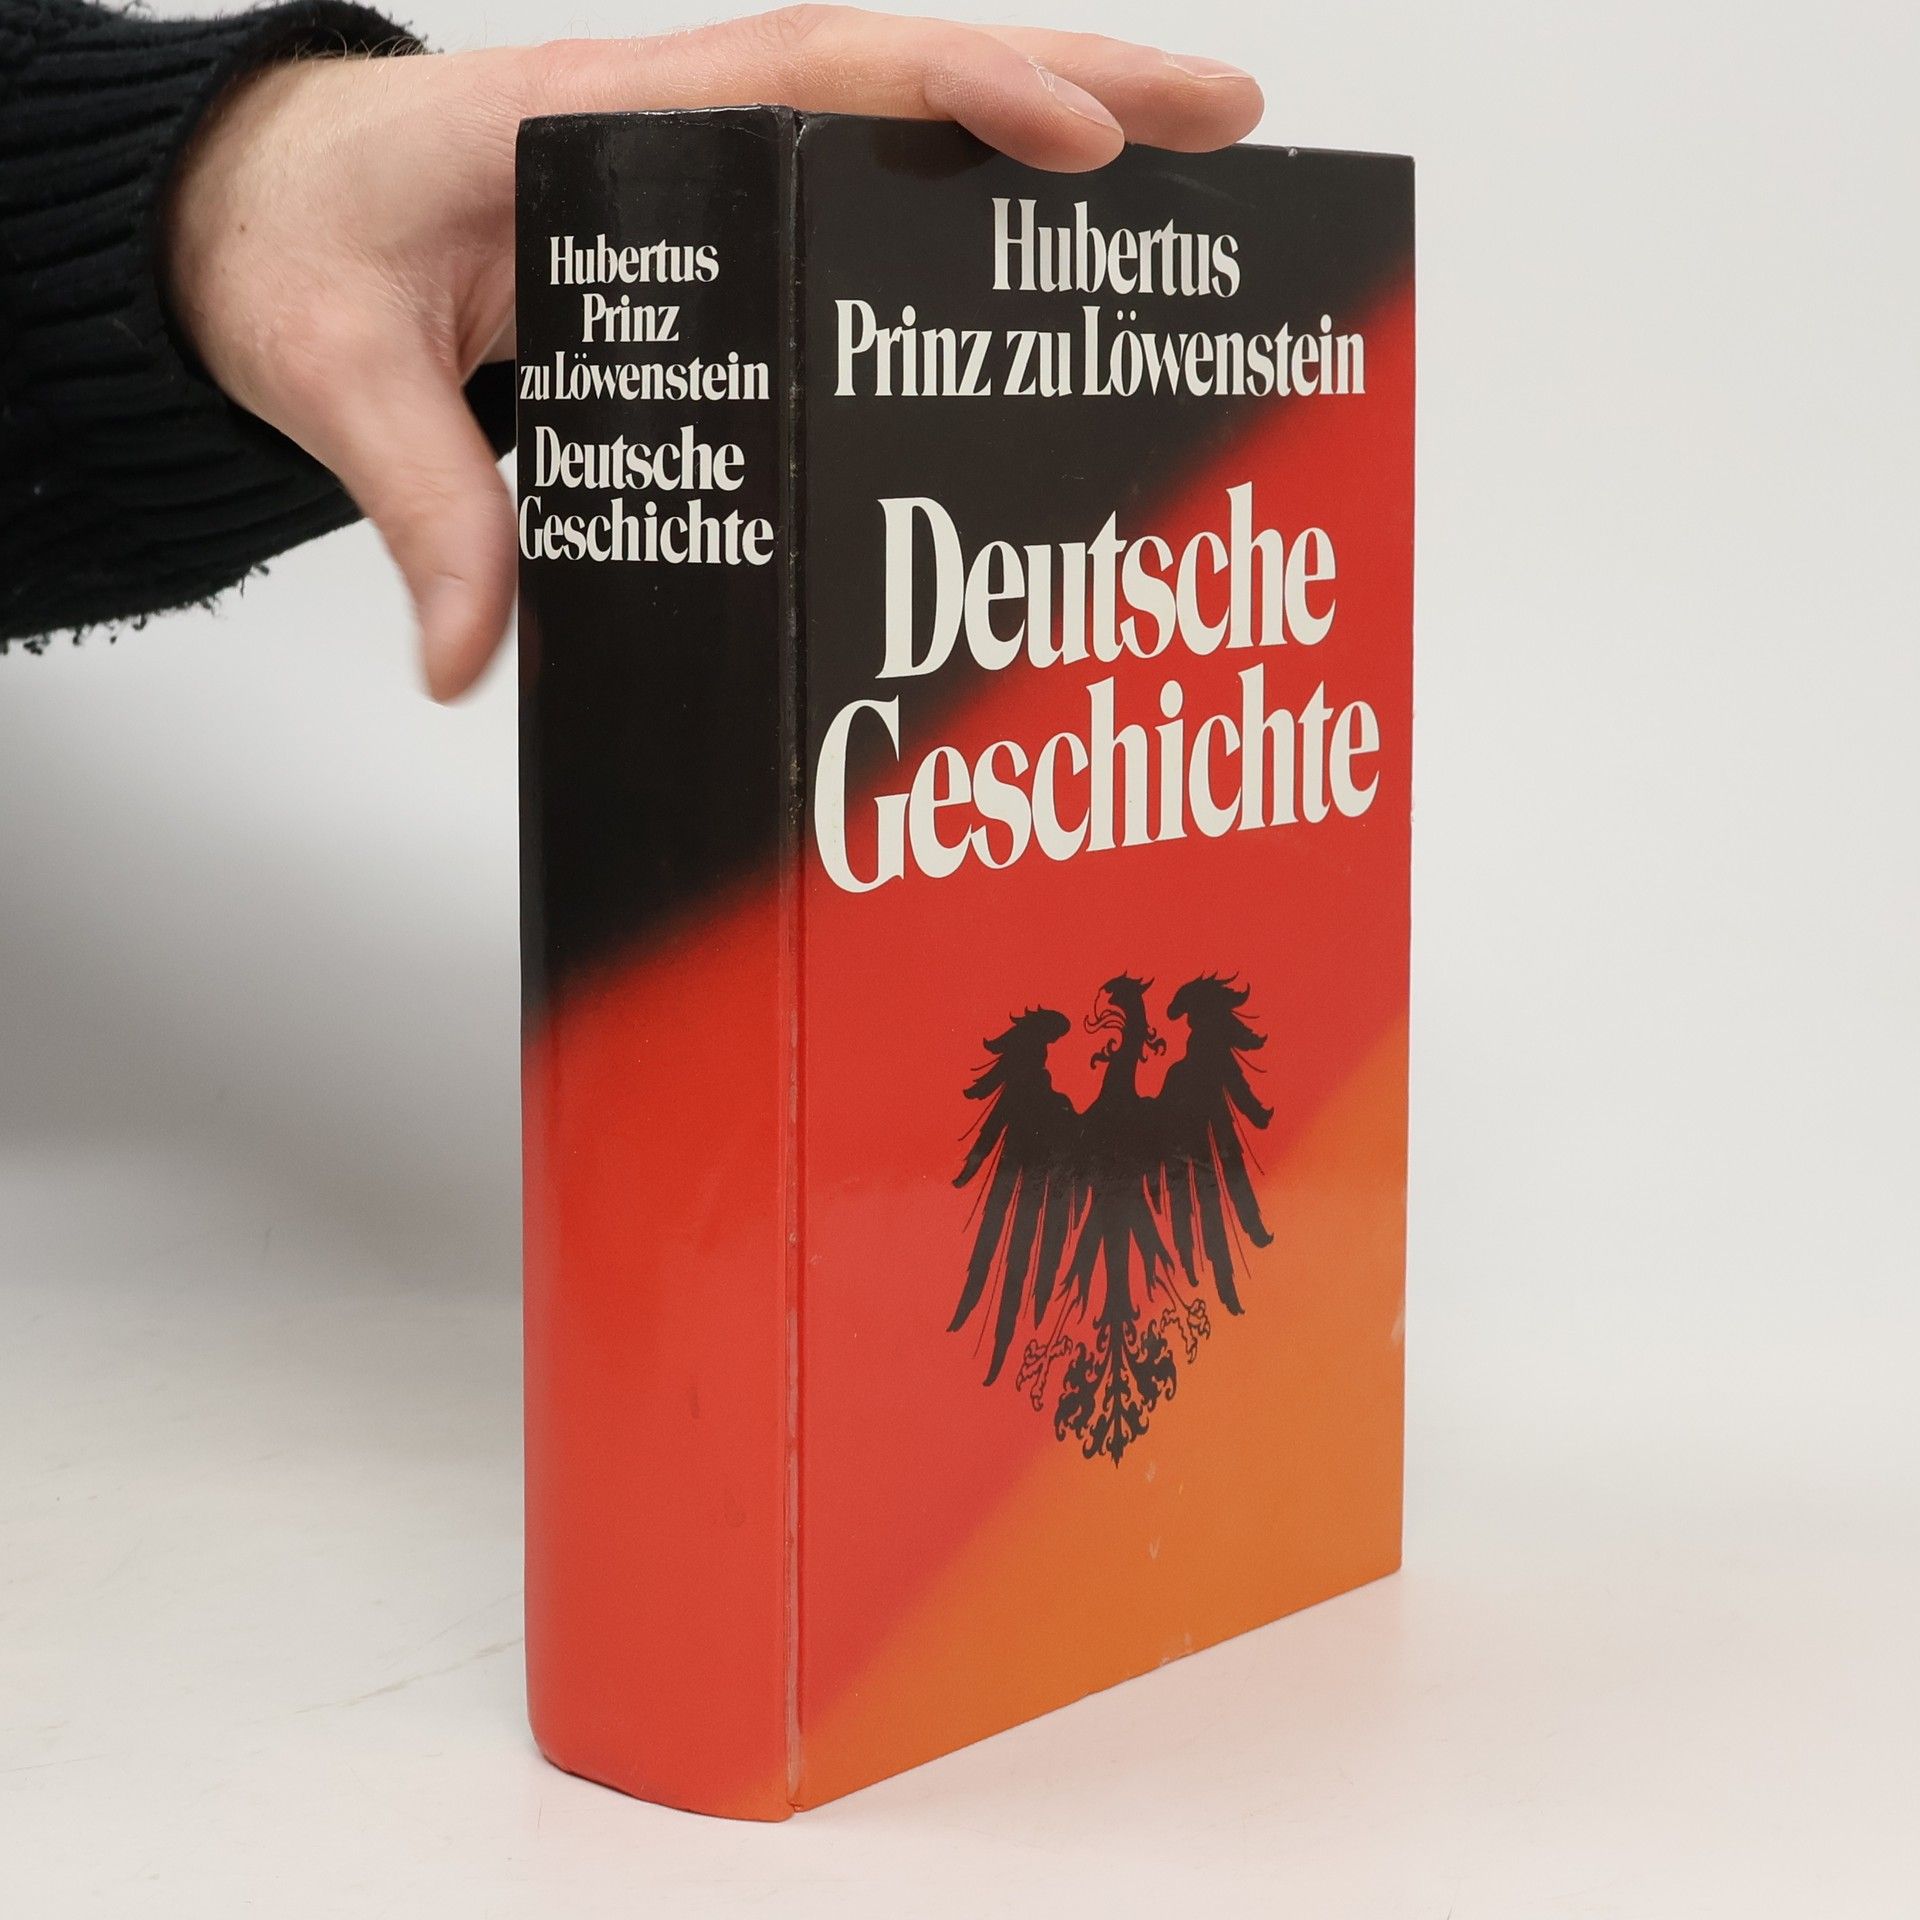 Hubertus
Prinz
zu Löwenstein
Deutsche
Geschichte
Hubertus
Prinz zu Löwenstein
Deutsche
Geschichte